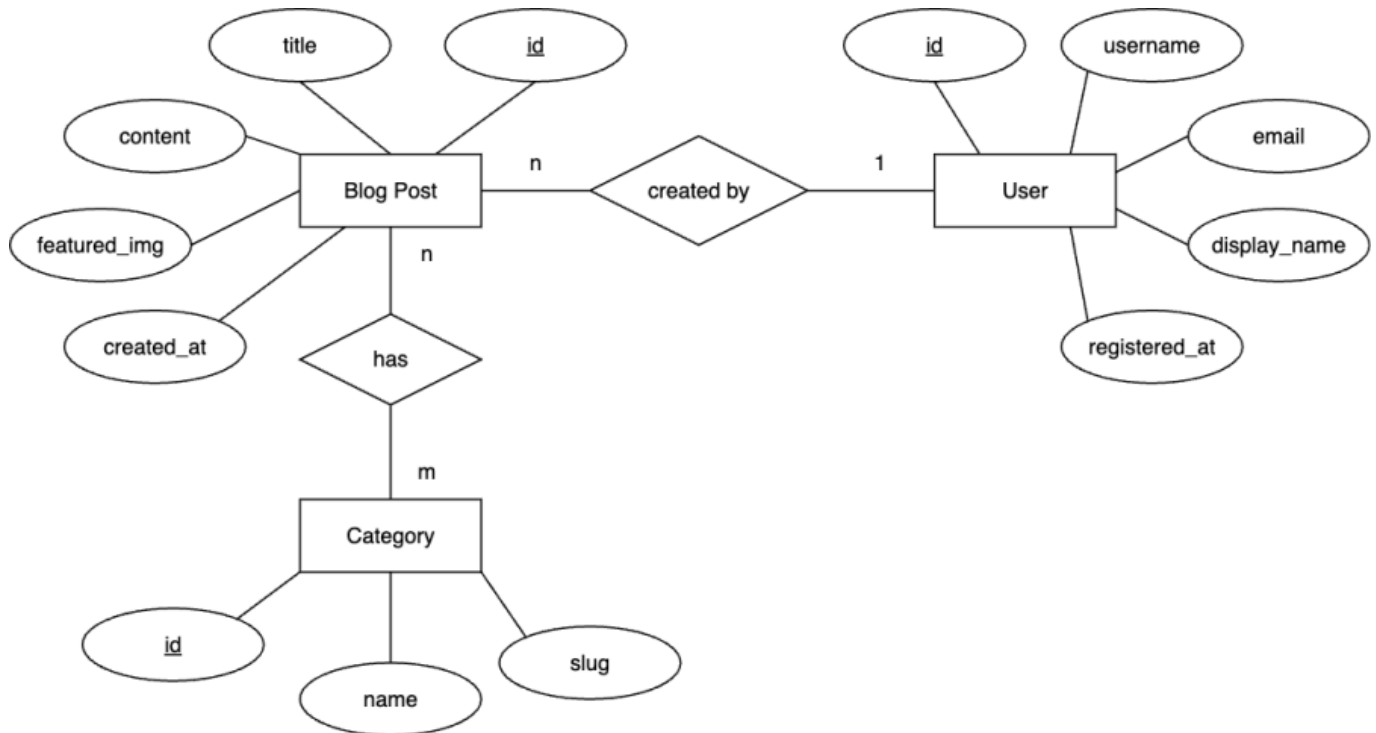 title
id
id
username
content
email
Blog Post
n
created by
1
User
featured_img
display_name
n
created_at
has
registered_at
m
Category
id
name
slug